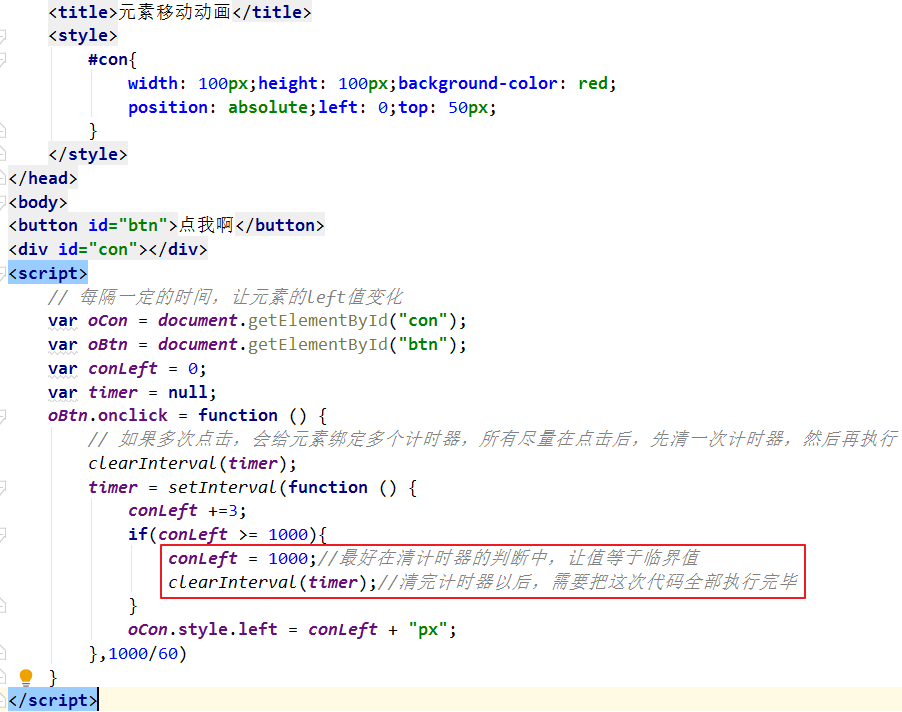 <title>元素移动动画</title>
<style>
#con{
width: 100px;height: 100px;background-color: red;
position: absolute;left: 0;top: 50px;
}
</style>
</head>
<body>
<button id="btn">点我啊</button>
<div id="con"></div>
<script>
// 每隔一定的时间，让元素的left值变化
var oCon = document.getElementById("con");
var oBtn = document.getElementById("btn");
var conLeft = 0;
var timer = null;
oBtn.onclick = function () {
// 如果多次点击，会给元素绑定多个计时器，所有尽量在点击后，先清一次计时器，然后再执行
clearInterval(timer);
timer = setInterval(function () {
conLeft +=3;
if(conLeft >= 1000){
conLeft = 1000;//最好在清计时器的判断中，让值等于临界值
clearInterval(timer);//清完计时器以后，需要把这次代码全部执行完毕
}
oCon.style.left = conLeft + "px";
},1000/60)
}
</script>